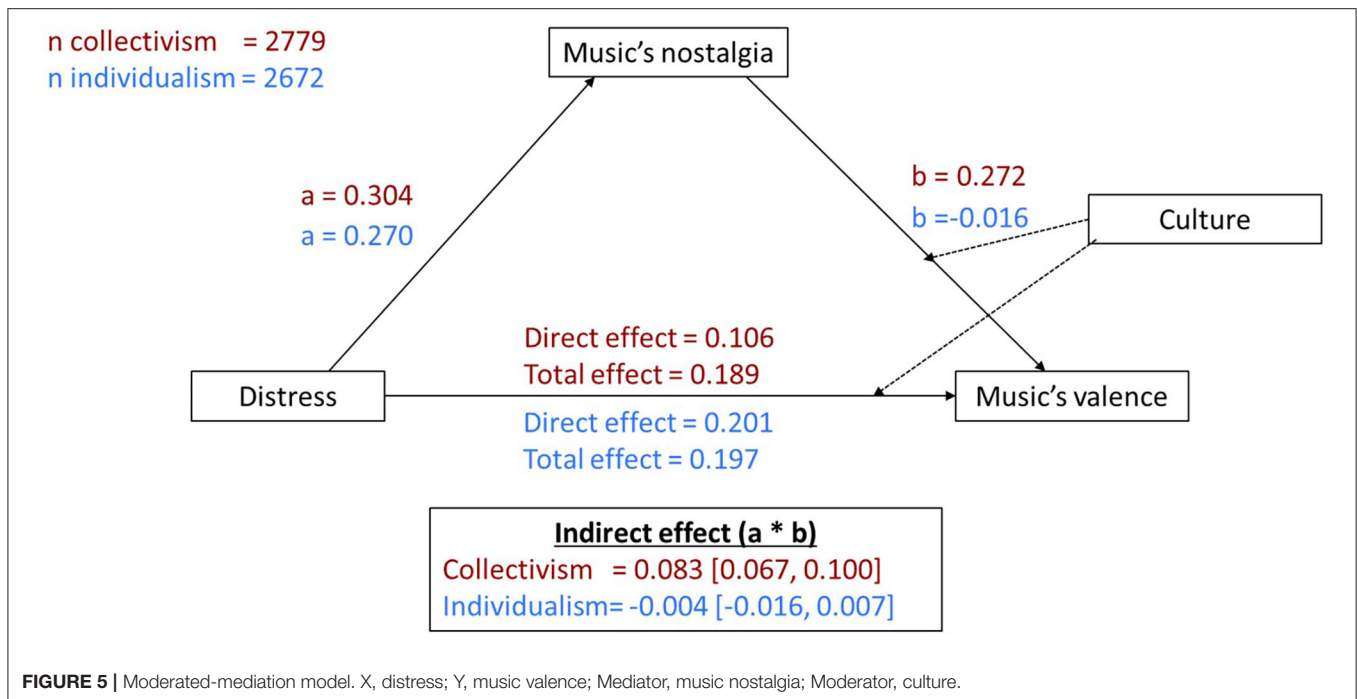 n collectivism = 2779
n individualism = 2672
Music's nostalgia
a = 0.304
a = 0.270
b = 0.272
b =-0.016
Culture
Direct effect = 0.106
Total effect = 0.189
Distress
Music's valence
Direct effect = 0.201
Total effect = 0.197
Indirect effect (a * b)
Collectivism = 0.083 [0.067, 0.100]
Individualism= -0.004 [-0.016, 0.007]
FIGURE 5 | Moderated-mediation model. X, distress; Y, music valence; Mediator, music nostalgia; Moderator, culture.